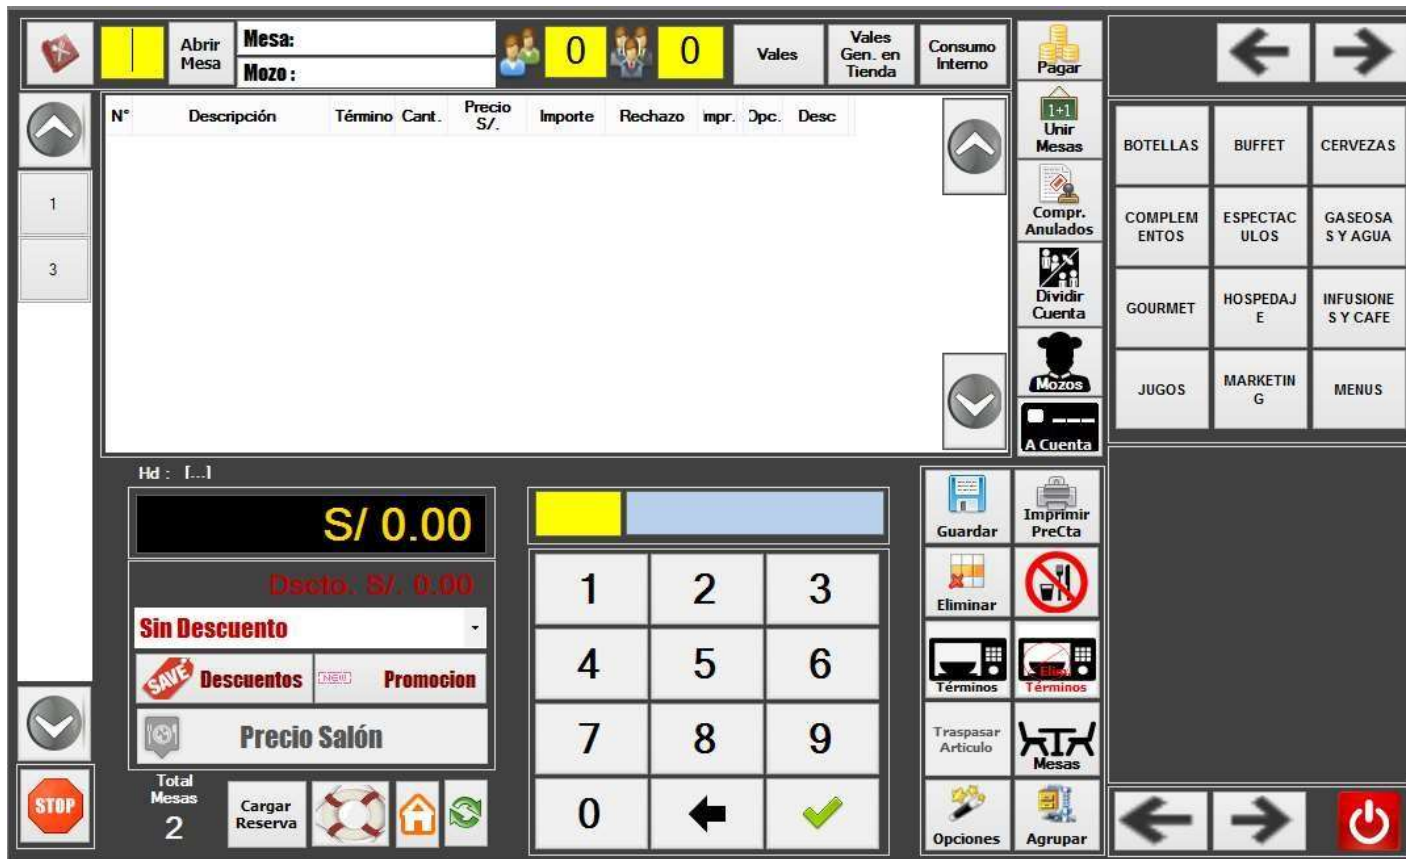 Abrir
Mesa
Mesa:
Mozo :
0
0
Vales
Vales
Gen. en
Tienda
Consumo
Interno
Pagar
N°
Descripción
Término
Cant.
Precio
S/.
Importe
Rechazo
mpr.
Opc.
Desc
1
3
1+1
Unir
Mesas
Compr.
Anulados
Dividir
Cuenta
Mozos
A Cuenta
BOTELLAS
BUFFET
CERVEZAS
COMPLEM
ENTOS
ESPECTAC
ULOS
GASEOSA
S Y AGUA
GOURMET
HOSPEDAJ
E
INFUSIONE
S Y CAFE
JUGOS
MARKETIN
G
MENUS
Hd : [...]
S/ 0.00
Dscto. S/. 0.00
Sin Descuento
SAVE
Descuentos
NEW
Promocion
Precio Salón
STOP
Total
Mesas
2
Cargar
Reserva
1
2
3
4
5
6
7
8
9
0
Guardar
Imprimir
PreCta
Eliminar
Términos
Elim.
Términos
Traspasar
Articulo
Mesas
Opciones
Agrupar